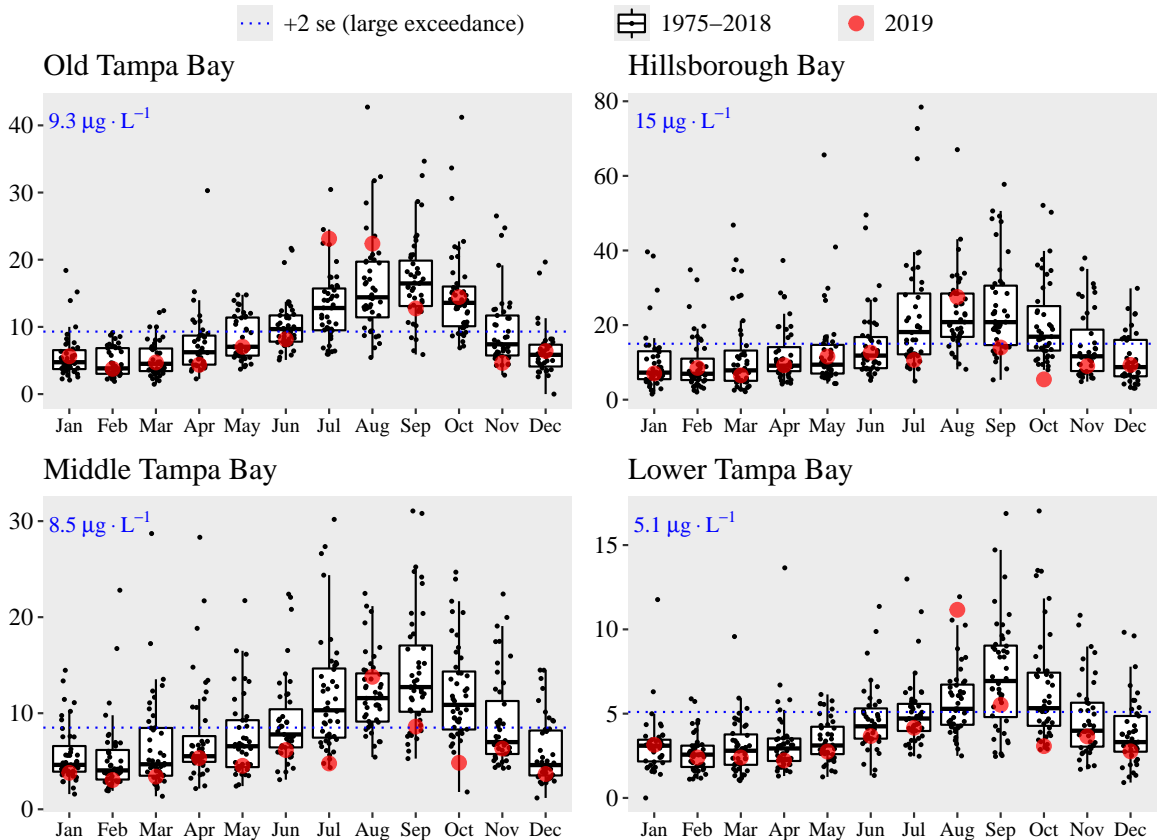 +2 se (large exceedance) 1975−2018 2019
Old Tampa Bay
9.3 μg · L⁻¹
40
30
20
10
0
Jan Feb Mar Apr May Jun Jul Aug Sep Oct Nov Dec
Hillsborough Bay
15 μg · L⁻¹
80
60
40
20
0
Jan Feb Mar Apr May Jun Jul Aug Sep Oct Nov Dec
Middle Tampa Bay
8.5 μg · L⁻¹
30
20
10
0
Jan Feb Mar Apr May Jun Jul Aug Sep Oct Nov Dec
Lower Tampa Bay
5.1 μg · L⁻¹
15
10
5
0
Jan Feb Mar Apr May Jun Jul Aug Sep Oct Nov Dec